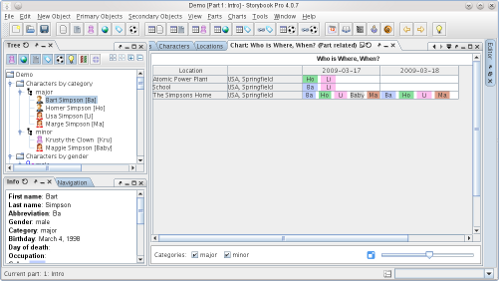 Demo [Part 1: Intro] - Storybook Pro 4.0.7
File Edit New Object Primary Objects Secondary Objects View Parts Charts Tools Window Help
Tree
Demo
Characters by category
major
Bart Simpson [Ba]
Homer Simpson [Ho]
Lisa Simpson [Li]
Marge Simpson [Ma]
minor
Krusty the Clown [Kru]
Maggie Simpson [Baby]
Characters by gender
Info Navigation
First name: Bart
Last name: Simpson
Abbreviation: Ba
Gender: male
Category: major
Birthday: March 4, 1998
Day of death:
Occupation:
s Characters Locations Chart: Who is Where, When? (Part related)
Who is Where, When?
Location 2009-03-17 2009-03-18
Atomic Power Plant USA, Springfield Ho Li
School USA, Springfield Ba Li
The Simpsons Home USA, Springfield Ba Ho Li Baby Ma Ba Ho Li Ma
Categories: major minor
Editor
Current part: 1: Intro